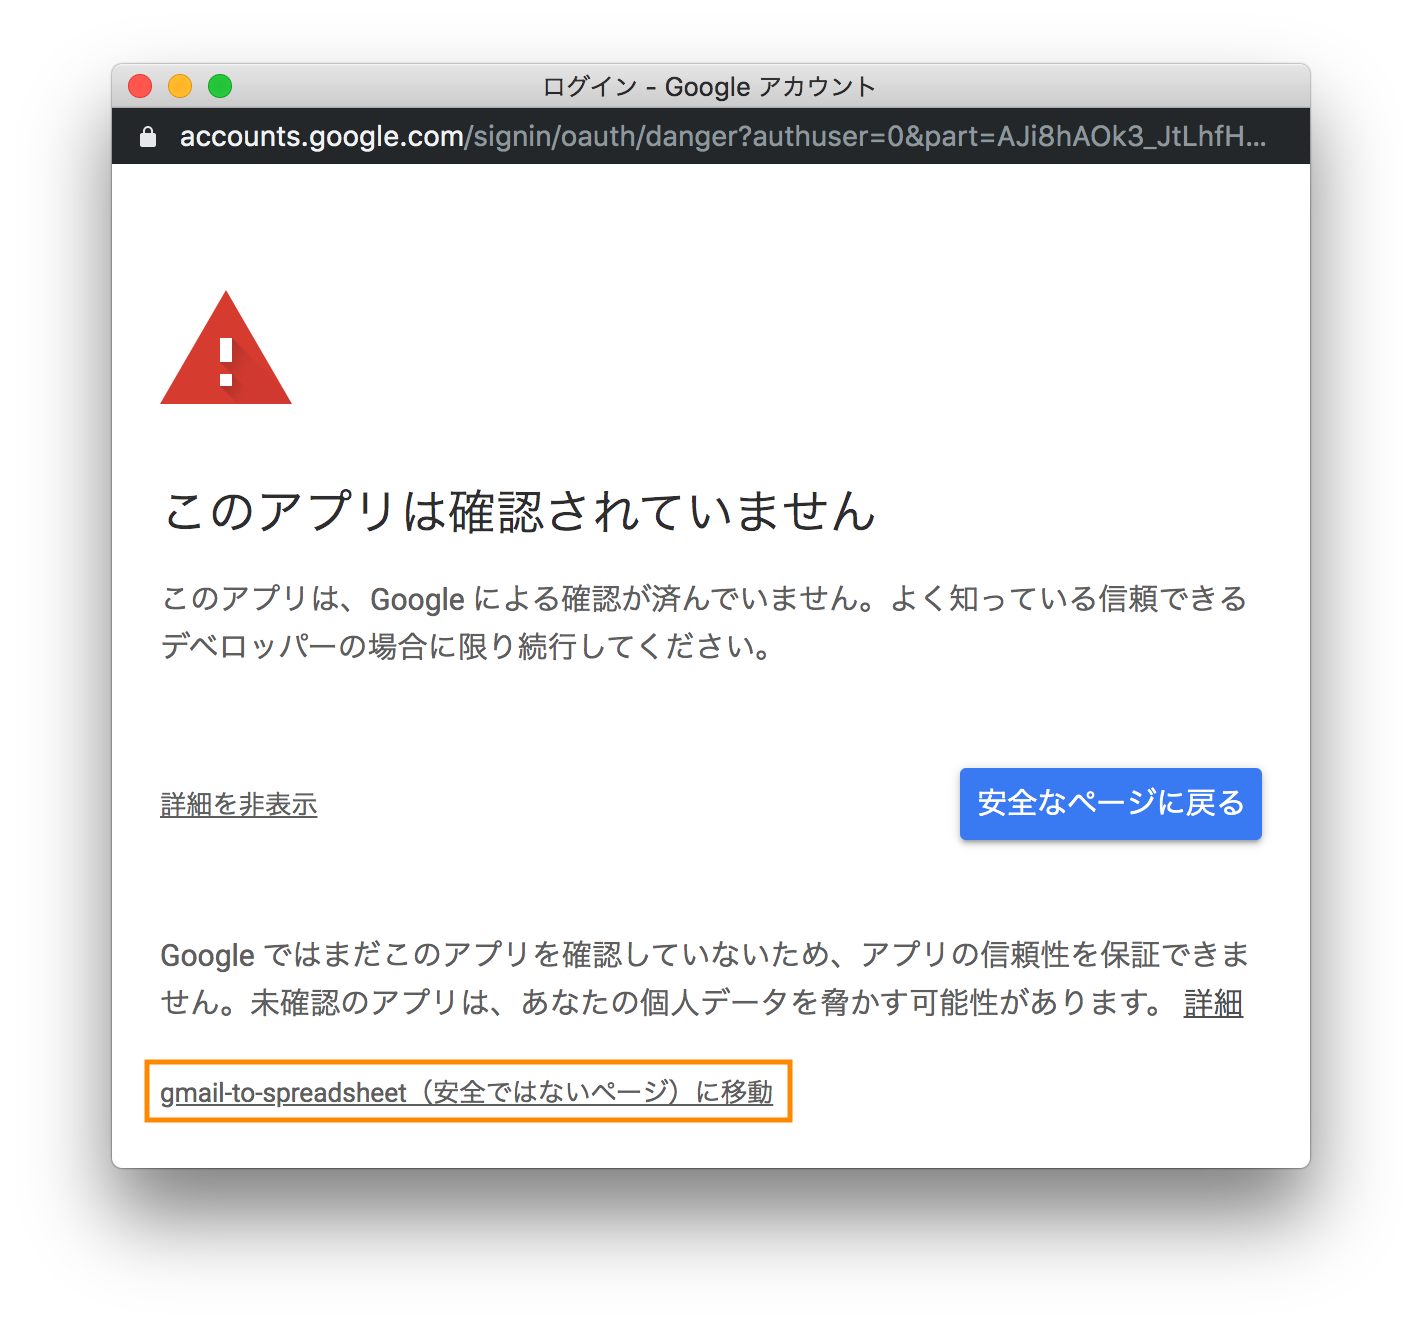 ログイン - Google アカウント
accounts.google.com/signin/oauth/danger?authuser=0&part=AJi8hAOk3_JtLhfH...
このアプリは確認されていません
このアプリは、Google による確認が済んでいません。よく知っている信頼できる
デベロッパーの場合に限り続行してください。
詳細を非表示
安全なページに戻る
Google ではまだこのアプリを確認していないため、アプリの信頼性を保証できま
せん。未確認のアプリは、あなたの個人データを脅かす可能性があります。 詳細
gmail-to-spreadsheet（安全ではないページ）に移動